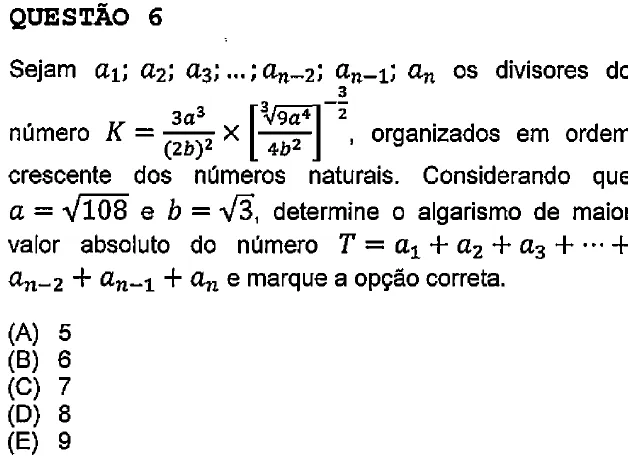 QUESTÃO 6
Sejam a₁; a₂; a₃; ...; aₙ₋₂; aₙ₋₁; aₙ os divisores do
número K = 3a³/(2b)² × [∛(9a⁴)/4b²]^(-3/2), organizados em ordem
crescente dos números naturais. Considerando que
a = √108 e b = √3, determine o algarismo de maior
valor absoluto do número T = a₁ + a₂ + a₃ + ⋯ +
aₙ₋₂ + aₙ₋₁ + aₙ e marque a opção correta.
(A) 5
(B) 6
(C) 7
(D) 8
(E) 9